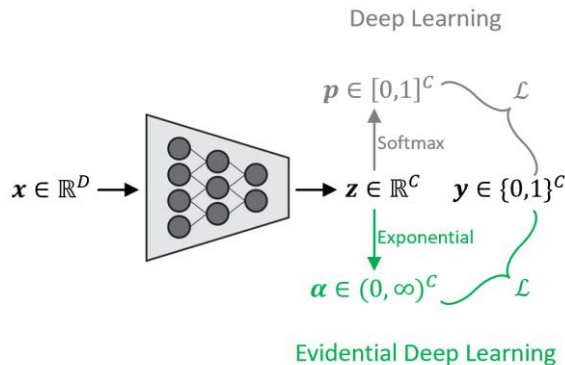 Deep Learning
𝒑 ∈ [0,1]^C
ℒ
Softmax
𝒙 ∈ ℝ^D
𝒛 ∈ ℝ^C
𝒚 ∈ {0,1}^C
Exponential
𝜶 ∈ (0, ∞)^C
ℒ
Evidential Deep Learning